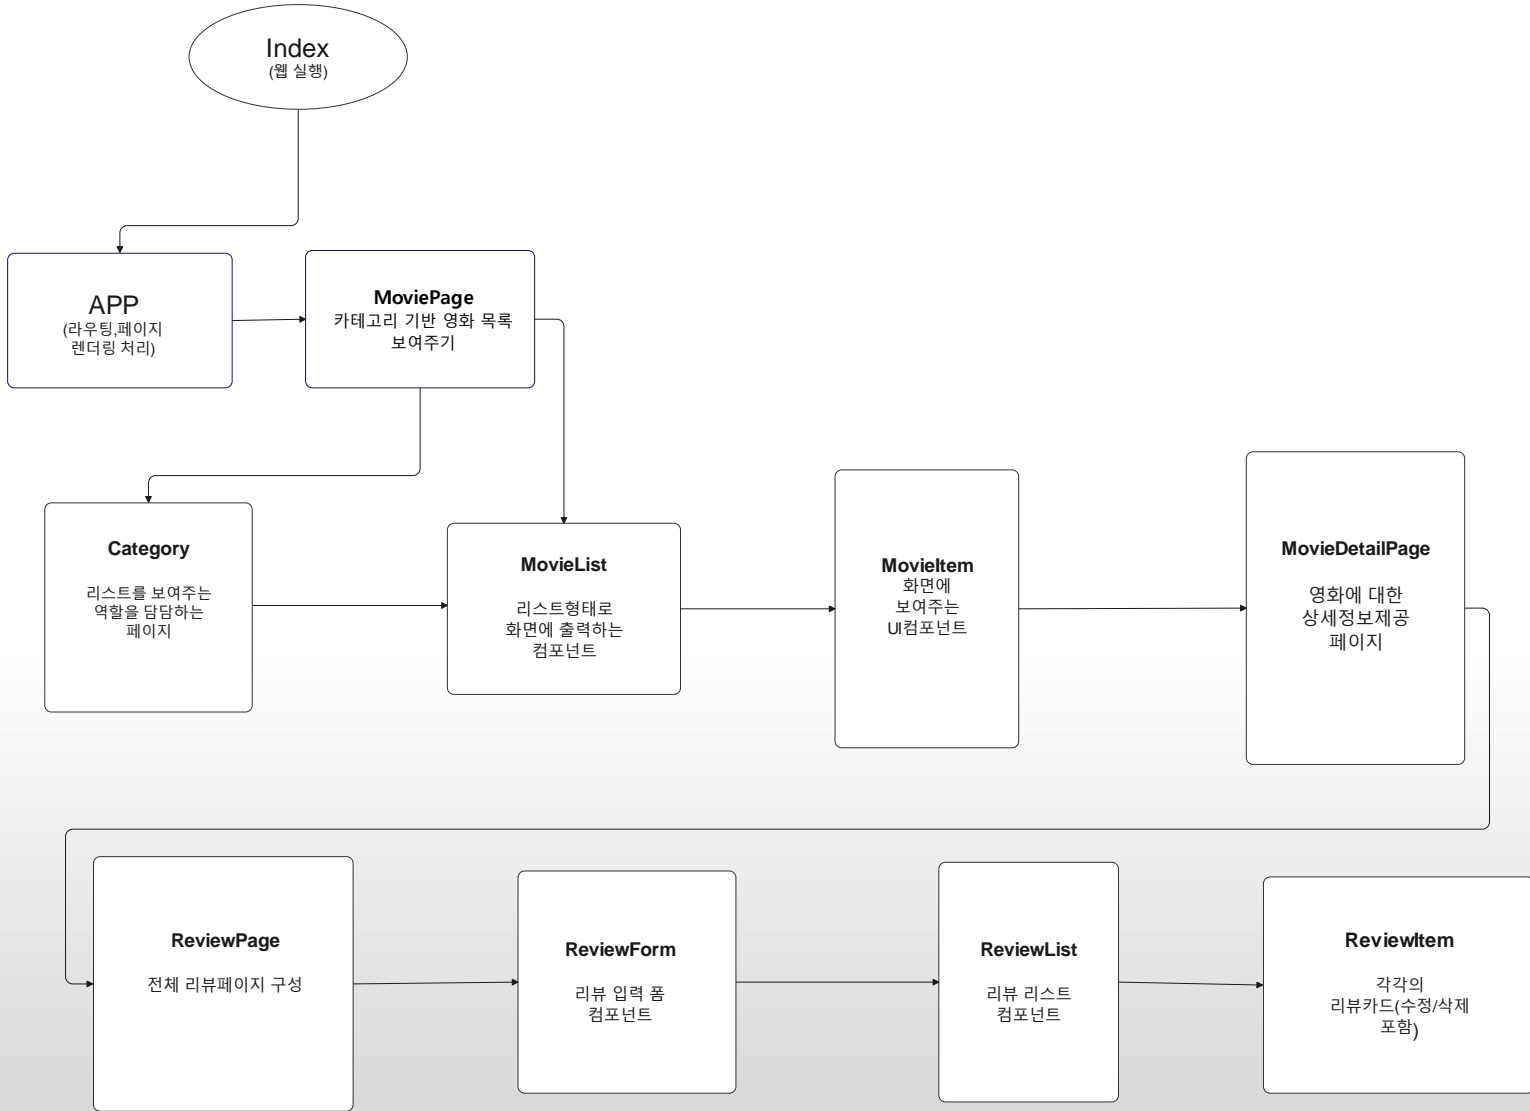 Index
(웹 실행)
APP
(라우팅,페이지
렌더링 처리)
MoviePage
카테고리 기반 영화 목록
보여주기
Category
리스트를 보여주는
역할을 담담하는
페이지
MovieList
리스트형태로
화면에 출력하는
컴포넌트
MovieItem
화면에
보여주는
UI컴포넌트
MovieDetailPage
영화에 대한
상세정보제공
페이지
ReviewPage
전체 리뷰페이지 구성
ReviewForm
리뷰 입력 폼
컴포넌트
ReviewList
리뷰 리스트
컴포넌트
ReviewItem
각각의
리뷰카드(수정/삭제
포함)